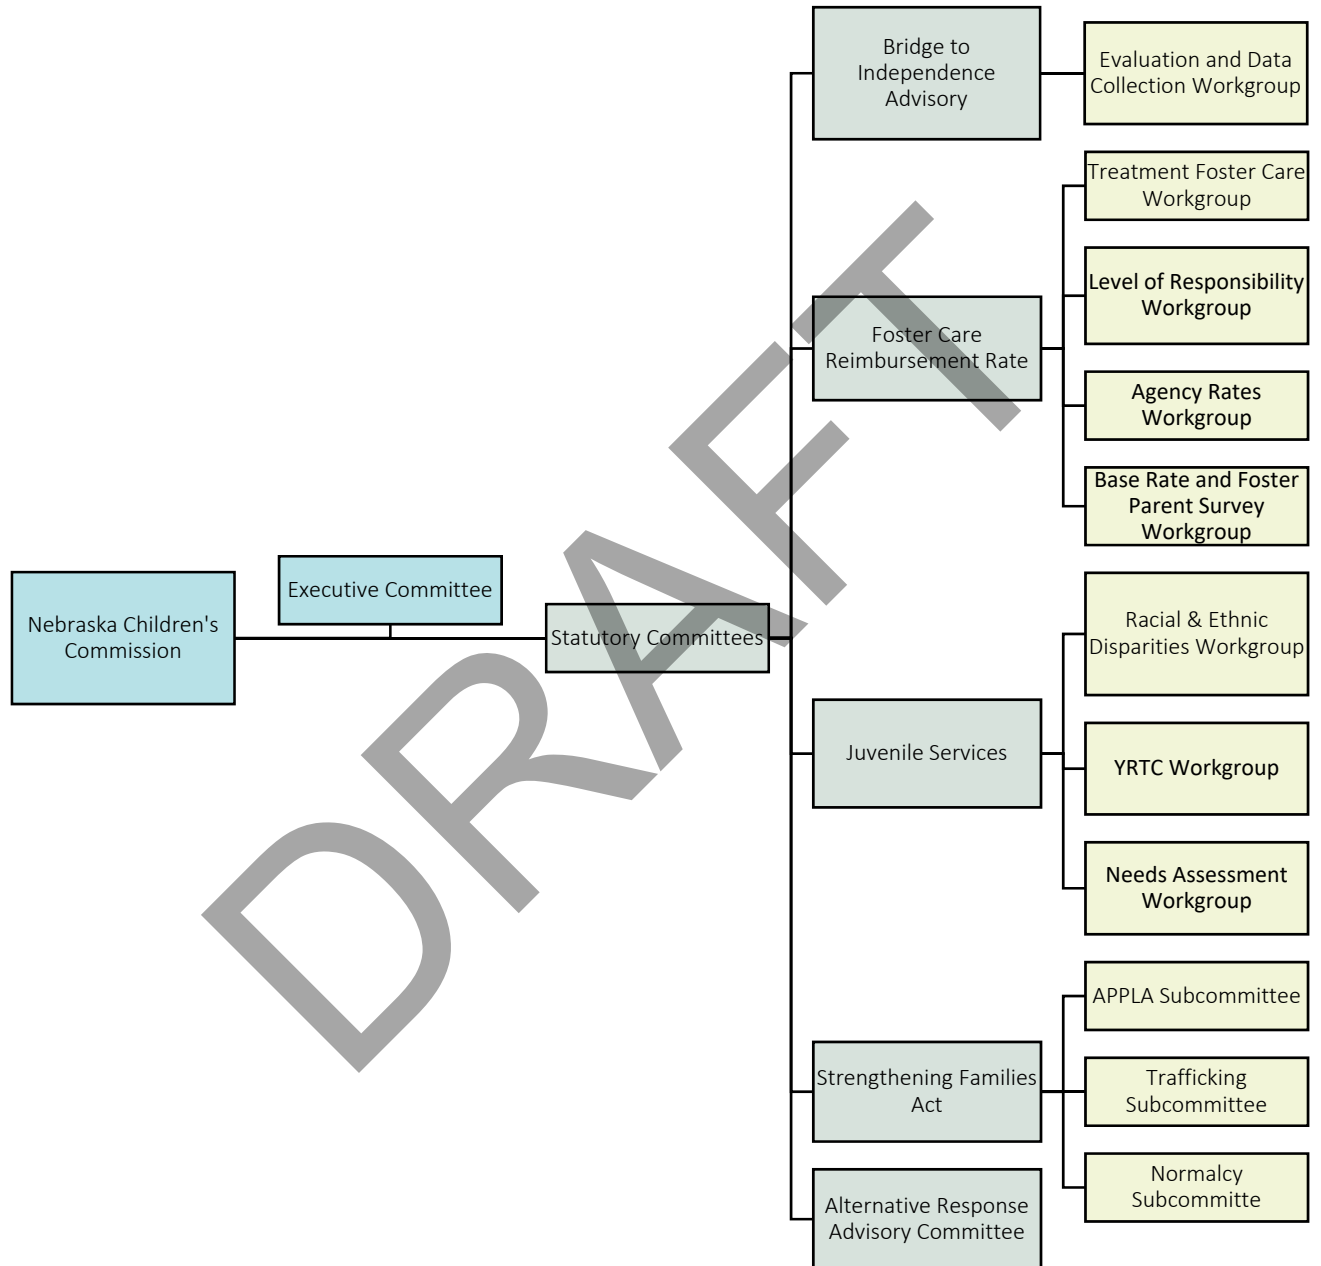 Nebraska Children's
Commission
Executive Committee
Statutory Committees
Bridge to
Independence
Advisory
Evaluation and Data
Collection Workgroup
Foster Care
Reimbursement Rate
Treatment Foster Care
Workgroup
Level of Responsibility
Workgroup
Agency Rates
Workgroup
Base Rate and Foster
Parent Survey
Workgroup
Juvenile Services
Racial & Ethnic
Disparities Workgroup
YRTC Workgroup
Needs Assessment
Workgroup
Strengthening Families
Act
APPLA Subcommittee
Trafficking
Subcommittee
Normalcy
Subcommitte
Alternative Response
Advisory Committee
DRAFT